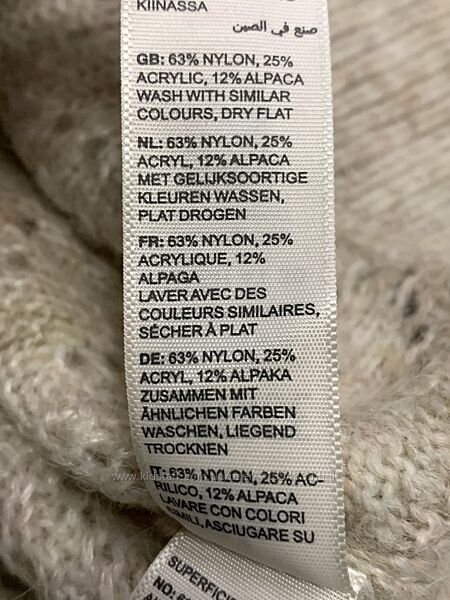 KIINASSA
صنع في الصين
GB: 63% NYLON, 25%
ACRYLIC, 12% ALPACA
WASH WITH SIMILAR
COLOURS, DRY FLAT
NL: 63% NYLON, 25%
ACRYL, 12% ALPACA
MET GELIJKSOORTIGE
KLEUREN WASSEN,
PLAT DROGEN
FR: 63% NYLON, 25%
ACRYLIQUE, 12%
ALPAGA
LAVER AVEC DES
COULEURS SIMILAIRES,
SÉCHER À PLAT
DE: 63% NYLON, 25%
ACRYL, 12% ALPAKA
ZUSAMMEN MIT
ÄHNLICHEN FARBEN
WASCHEN, LIEGEND
TROCKNEN
IT: 63% NYLON, 25% AC-
RILICO, 12% ALPACA
LAVARE CON COLORI
SIMILI, ASCIUGARE SU
SUPERFICI
NO: